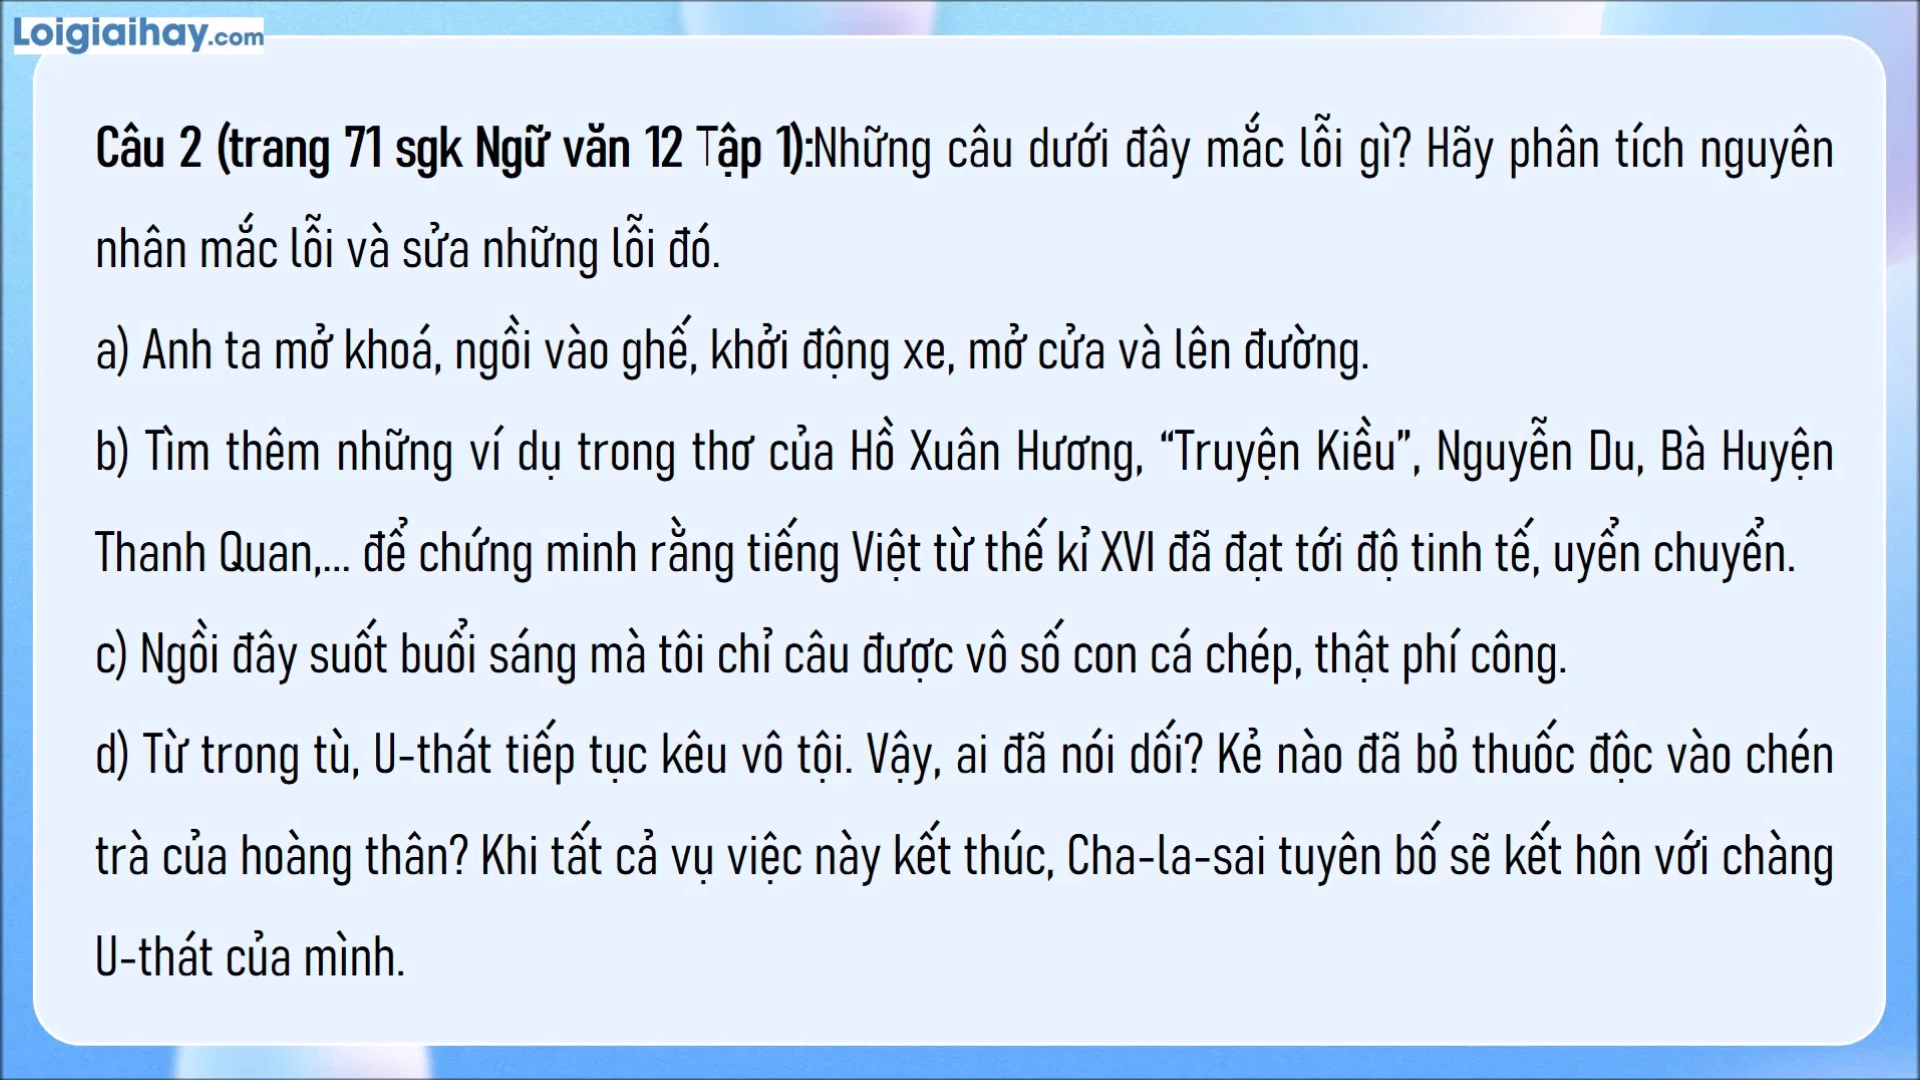 Loigiaihay.com
Câu 2 (trang 71 sgk Ngữ văn 12 Tập 1):Những câu dưới đây mắc lỗi gì? Hãy phân tích nguyên
nhân mắc lỗi và sửa những lỗi đó.
a) Anh ta mở khoá, ngồi vào ghế, khởi động xe, mở cửa và lên đường.
b) Tìm thêm những ví dụ trong thơ của Hồ Xuân Hương, “Truyện Kiều”, Nguyễn Du, Bà Huyện
Thanh Quan,... để chứng minh rằng tiếng Việt từ thế kỉ XVI đã đạt tới độ tinh tế, uyển chuyển.
c) Ngồi đây suốt buổi sáng mà tôi chỉ câu được vô số con cá chép, thật phí công.
d) Từ trong tù, U-thát tiếp tục kêu vô tội. Vậy, ai đã nói dối? Kẻ nào đã bỏ thuốc độc vào chén
trà của hoàng thân? Khi tất cả vụ việc này kết thúc, Cha-la-sai tuyên bố sẽ kết hôn với chàng
U-thát của mình.